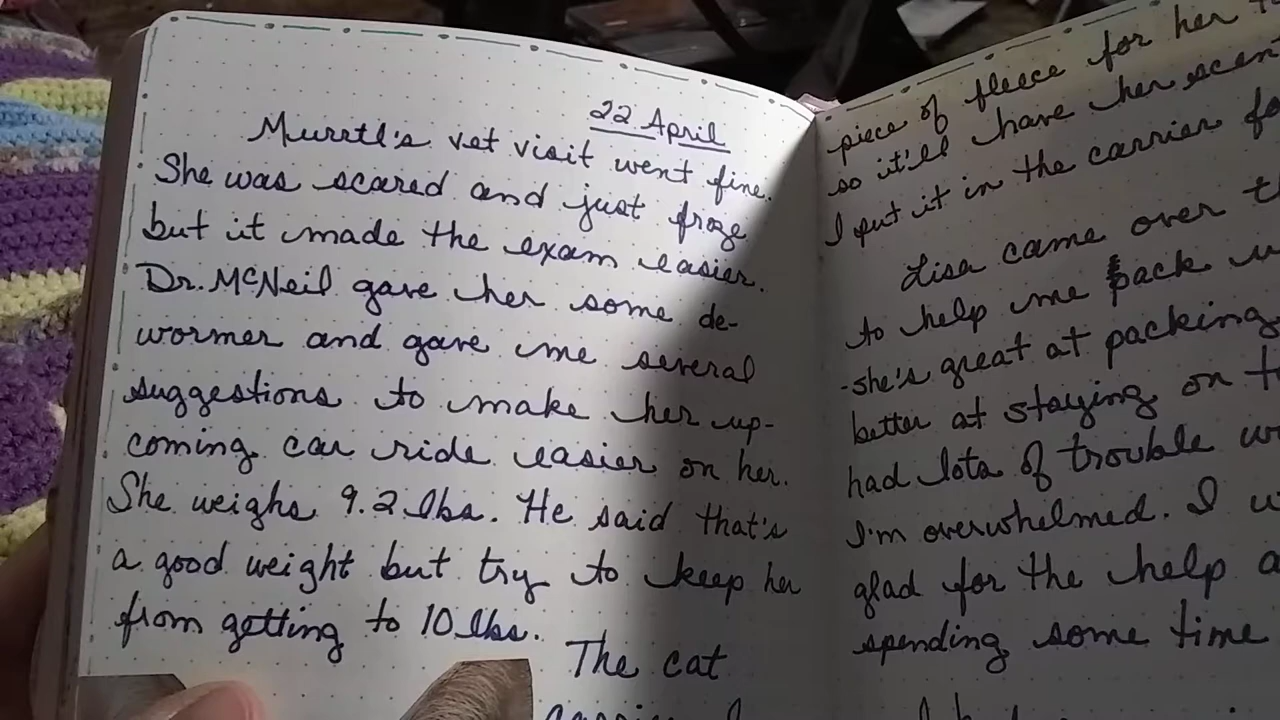 22 April
Murrtl's vet visit went fine.
She was scared and just froze
but it made the exam easier.
Dr. McNeil gave her some de-
wormer and gave me several
suggestions to make her up-
coming car ride easier on her.
She weighs 9.2 lbs. He said that's
a good weight but try to keep her
from getting to 10 lbs.
The cat
piece of fleece for her
so it'll have her scent
I put it in the carrier
Lisa came over
to help me pack
-she's great at packing
better at staying on
had lots of trouble
I'm overwhelmed. I
glad for the help
spending some time